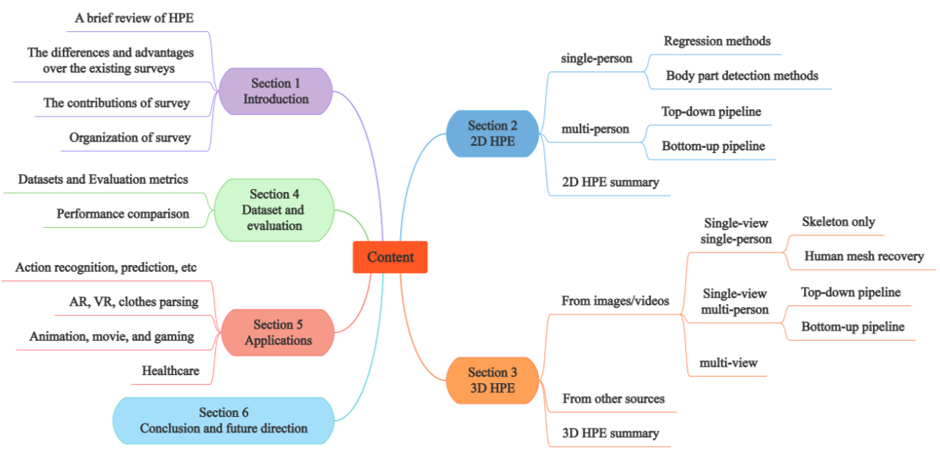 A brief review of HPE
The differences and advantages
over the existing surveys
The contributions of survey
Organization of survey
Section 1
Introduction
Datasets and Evaluation metrics
Performance comparison
Section 4
Dataset and
evaluation
Action recognition, prediction, etc
AR, VR, clothes parsing
Animation, movie, and gaming
Healthcare
Section 5
Applications
Section 6
Conclusion and future direction
Content
Section 2
2D HPE
single-person
Regression methods
Body part detection methods
multi-person
Top-down pipeline
Bottom-up pipeline
2D HPE summary
Section 3
3D HPE
From images/videos
Single-view
single-person
Skeleton only
Human mesh recovery
Single-view
multi-person
Top-down pipeline
Bottom-up pipeline
multi-view
From other sources
3D HPE summary